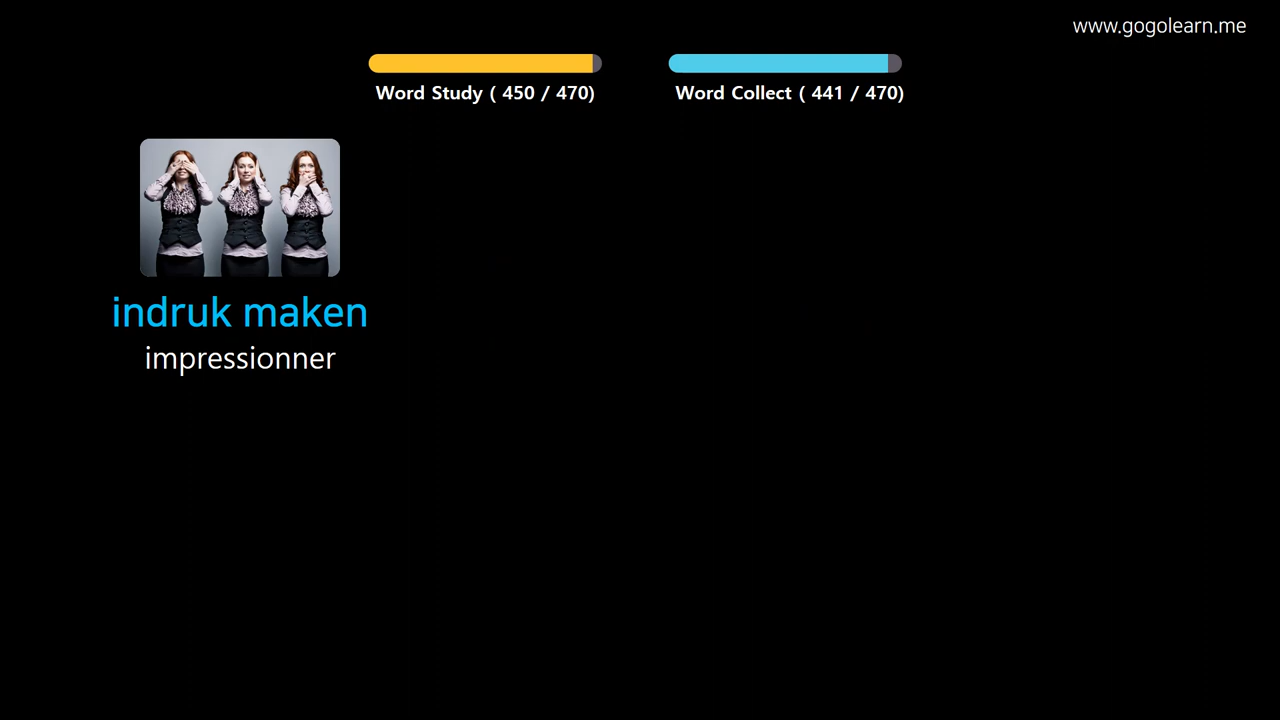 www.gogolearn.me
Word Study ( 450 / 470)
Word Collect ( 441 / 470)
indruk maken
impressionner